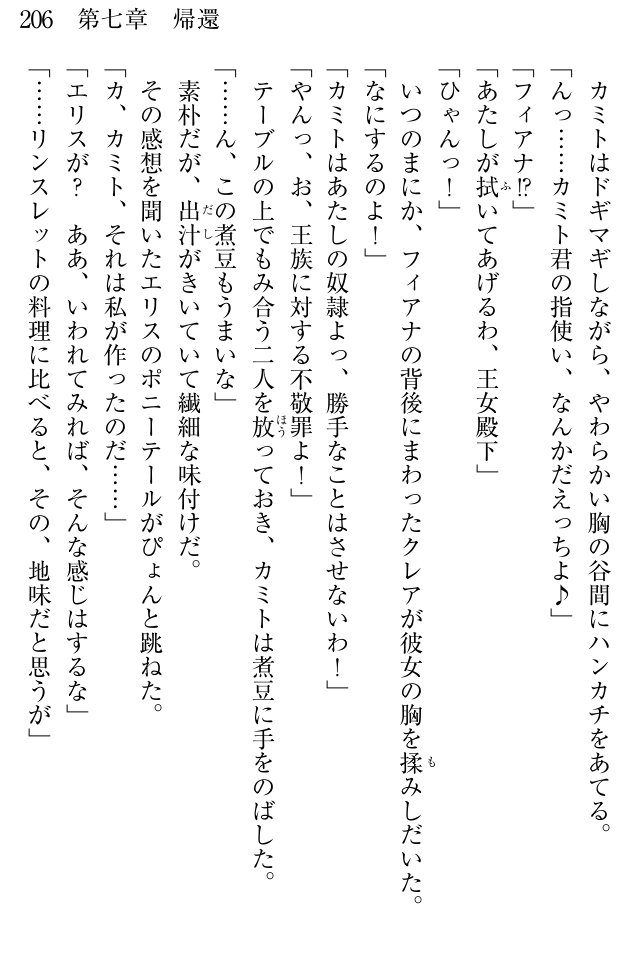 206 第七章 帰還
カミトはドギマギしながら、やわらかい胸の谷間にハンカチをあてる。
「んっ……カミト君の指使い、なんかだえっちよ♪」
「フィアナ!?」
「あたしが拭いてあげるわ、王女殿下」
「ひゃんっ！」
いつのまにか、フィアナの背後にまわったクレアが彼女の胸を揉みしだいた。
「なにするのよ！」
「カミトはあたしの奴隷よっ、勝手なことはさせないわ！」
「やんっ、お、王族に対する不敬罪よ！」
テーブルの上でもみ合う二人を放っておき、カミトは煮豆に手をのばした。
「……ん、この煮豆もうまいな」
素朴だが、出汁がきいていて繊細な味付けだ。
その感想を聞いたエリスのポニーテールがぴょんと跳ねた。
「カ、カミト、それは私が作ったのだ……」
「エリスが？　ああ、いわれてみれば、そんな感じはするな」
「……リンスレットの料理に比べると、その、地味だと思うが」